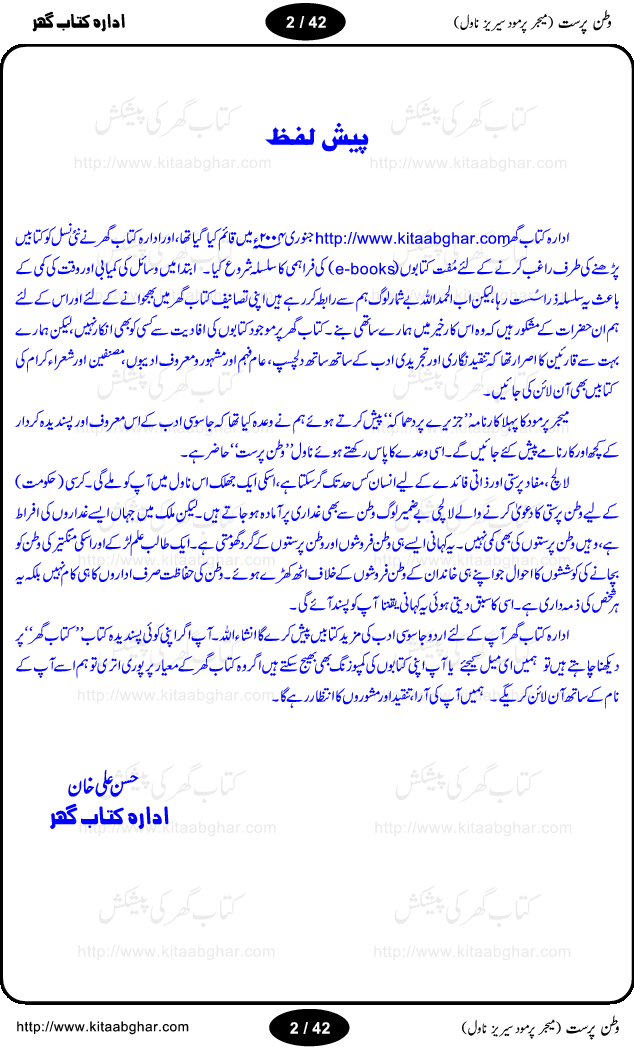 وطن پرست (میجر پرمود سیریز ناول)
2 / 42
ادارہ کتاب گھر
پیش لفظ
ادارہ کتاب گھر http://www.kitaabghar.com جنوری ۲۰۰۴ء میں قائم کیا گیا تھا، اور ادارہ کتاب گھر نے نئی نسل کو کتابیں
پڑھنے کی طرف راغب کرنے کے لئے مُفت کتابوں (e-books) کی فراہمی کا سلسلہ شروع کیا۔ ابتدا میں وسائل کی کمیابی اور وقت کی کمی کے
باعث یہ سلسلہ ذرا سُست رہا، لیکن اب الحمداللہ بے شمار لوگ ہم سے رابطہ کر رہے ہیں اپنی تصانیف کتاب گھر میں بھجوانے کے لئے اور اس کے لئے
ہم ان حضرات کے مشکور ہیں کہ وہ اس کار خیر میں ہمارے ساتھی بنے۔ کتاب گھر پر موجود کتابوں کی افادیت سے کسی کو بھی انکار نہیں، لیکن ہمارے
بہت سے قارئین کا اصرار تھا کہ تنقید نگاری اور تجریدی ادب کے ساتھ ساتھ دلچسپ، عام فہم اور مشہور و معروف ادیبوں، مصنفین اور شعراء کرام کی
کتابیں بھی آن لائن کی جائیں۔
میجر پرمود کا پہلا کارنامہ ”جزیرے پر دھماکہ“ پیش کرتے ہوئے ہم نے وعدہ کیا تھا کہ جاسوسی ادب کے اس معروف اور پسندیدہ کردار
کے کچھ اور کارنامے پیش کئے جائیں گے۔ اسی وعدے کا پاس رکھتے ہوئے ناول ”وطن پرست“ حاضر ہے۔
لالچ، مفاد پرستی اور ذاتی فائدے کے لیے انسان کس حد تک گر سکتا ہے، اسکی ایک جھلک اس ناول میں آپ کو ملے گی۔ کرسی (حکومت)
کے لیے وطن پرستی کا دعویٰ کرنے والے لالچی بے ضمیر لوگ وطن سے بھی غداری پر آمادہ ہو جاتے ہیں۔ لیکن ملک میں جہاں ایسے غداروں کی افراط
ہے، وہیں وطن پرستوں کی بھی کمی نہیں۔ یہ کہانی ایسے ہی وطن فروشوں اور وطن پرستوں کے گرد گھومتی ہے۔ ایک طالب علم لڑکے اور اسکی منگیتر کی وطن کو
بچانے کی کوششوں کا احوال جو اپنے ہی خاندان کے وطن فروشوں کے خلاف اٹھ کھڑے ہوئے۔ وطن کی حفاظت صرف اداروں کا ہی کام نہیں بلکہ یہ
ہر شخص کی ذمہ داری ہے۔ اسی کا سبق دیتی ہوئی یہ کہانی یقیناً آپ کو پسند آئے گی۔
ادارہ کتاب گھر آپ کے لئے اردو جاسوسی ادب کی مزید کتابیں پیش کرے گا انشاءاللہ۔ آپ اگر اپنی کوئی پسندیدہ کتاب ”کتاب گھر“ پر
دیکھنا چاہتے ہیں تو ہمیں ای میل کیجئے یا آپ اپنی کتابوں کی کمپوزنگ بھی بھیج سکتے ہیں اگر وہ کتاب گھر کے معیار پر پوری اتری تو ہم اسے آپ کے
نام کے ساتھ آن لائن کریگے۔ ہمیں آپ کی آرا، تنقید اور مشوروں کا انتظار رہے گا۔
حسن علی خان
ادارہ کتاب گھر
کتاب گھر کی پیشکش
http://www.kitaabghar.com
وطن پرست (میجر پرمود سیریز ناول)
2 / 42
http://www.kitaabghar.com